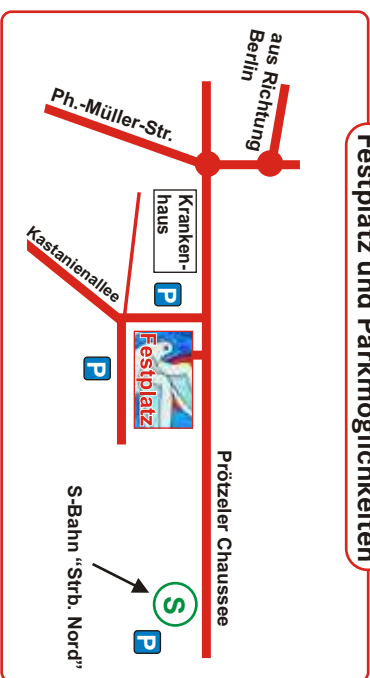 Festplatz und Parkmöglichkeiten
aus Richtung
Berlin
Ph.-Müller-Str.
Kranken-
haus
P
Kastanienallee
Festplatz
P
Prötzeler Chaussee
S-Bahn “Strb. Nord”
S
P